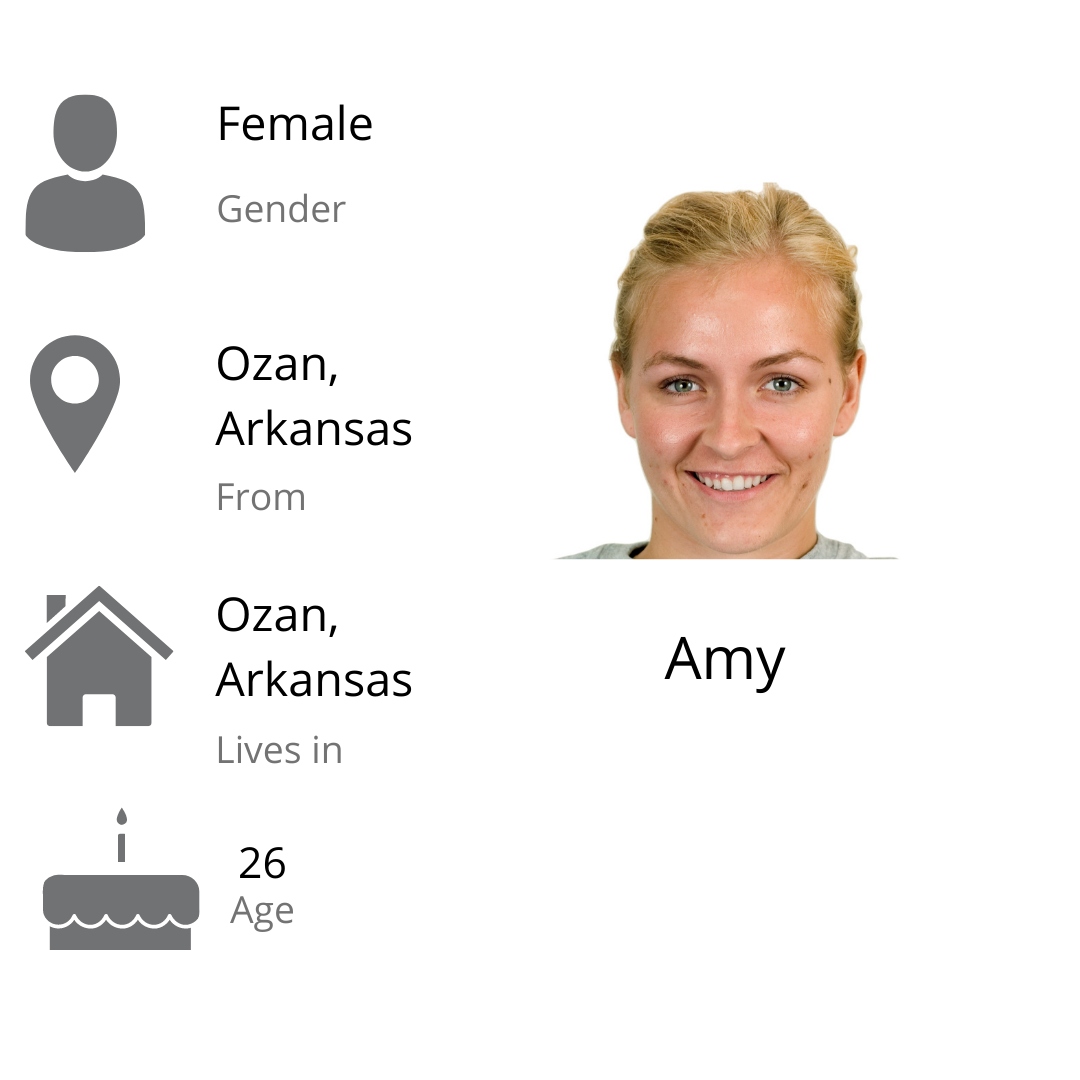 Female
Gender
Ozan,
Arkansas
From
Ozan,
Arkansas
Lives in
26
Age
Amy